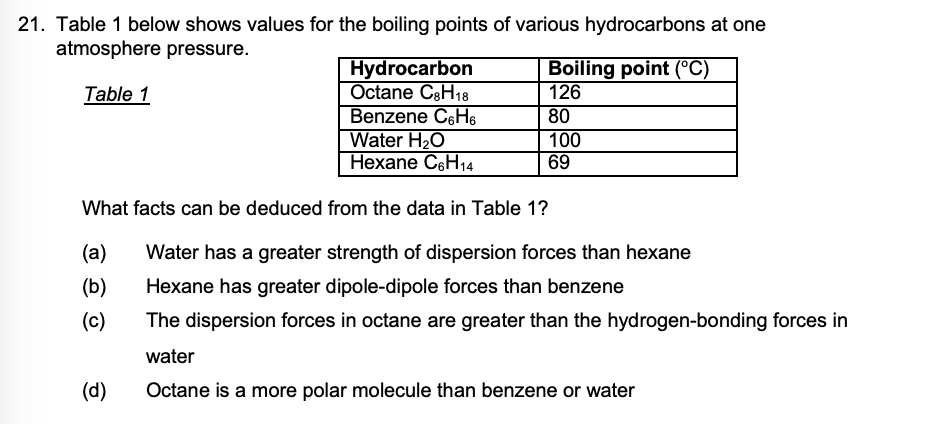 21. Table 1 below shows values for the boiling points of various hydrocarbons at one
atmosphere pressure.
Table 1
Hydrocarbon Boiling point (°C)
Octane C₈H₁₈ 126
Benzene C₆H₆ 80
Water H₂O 100
Hexane C₆H₁₄ 69
What facts can be deduced from the data in Table 1?
(a) Water has a greater strength of dispersion forces than hexane
(b) Hexane has greater dipole-dipole forces than benzene
(c) The dispersion forces in octane are greater than the hydrogen-bonding forces in
water
(d) Octane is a more polar molecule than benzene or water